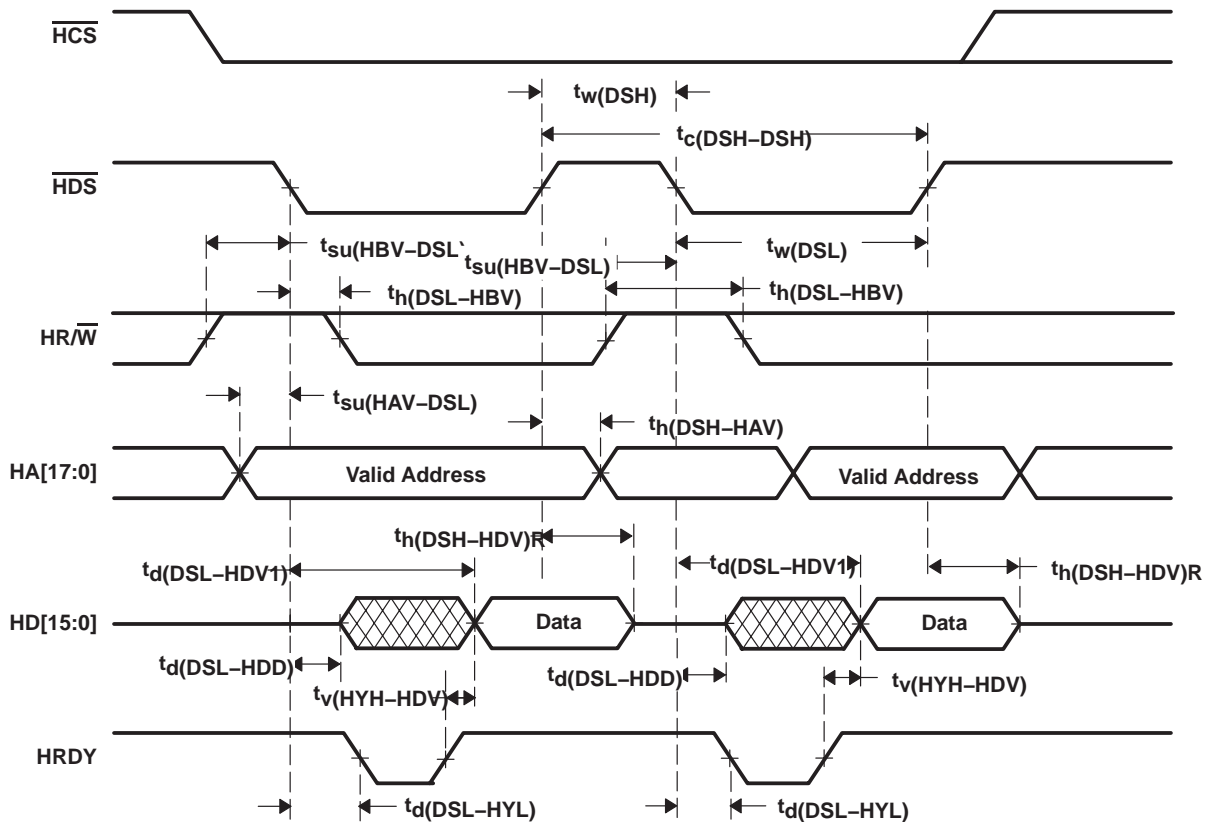 HCS
tw(DSH)
tc(DSH–DSH)
HDS
tsu(HBV–DSL)
tsu(HBV–DSL)
tw(DSL)
th(DSL–HBV)
th(DSL–HBV)
HR/W
tsu(HAV–DSL)
th(DSH–HAV)
HA[17:0]
Valid Address
Valid Address
th(DSH–HDV)R
td(DSL–HDV1)
td(DSL–HDV1)
th(DSH–HDV)R
HD[15:0]
Data
Data
td(DSL–HDD)
td(DSL–HDD)
tv(HYH–HDV)
tv(HYH–HDV)
HRDY
td(DSL–HYL)
td(DSL–HYL)